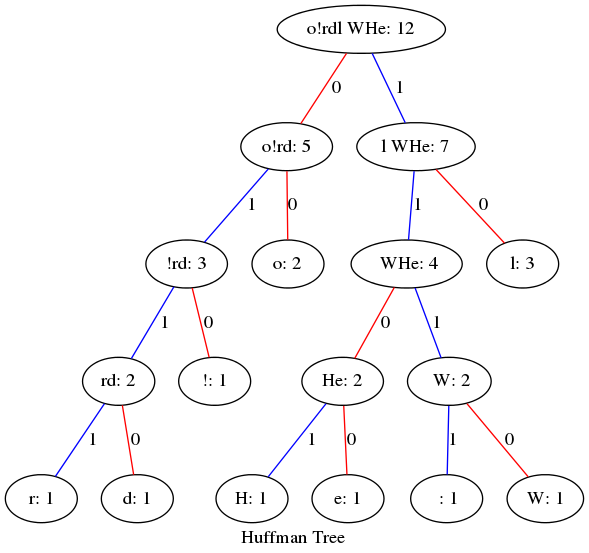 o!rdl WHe: 12
0
1
o!rd: 5
l WHe: 7
1
0
1
0
!rd: 3
o: 2
WHe: 4
l: 3
1
0
0
1
rd: 2
!: 1
He: 2
W: 2
1
0
1
0
1
0
r: 1
d: 1
H: 1
e: 1
: 1
W: 1
Huffman Tree